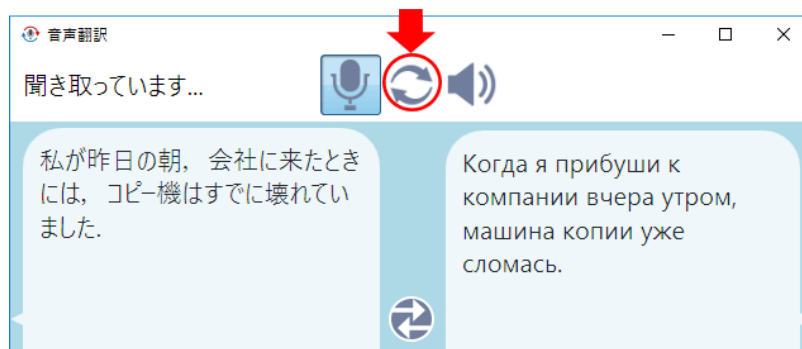 音声翻訳
聞き取っています...
私が昨日の朝, 会社に来たとき
には, コピー機はすでに壊れてい
ました.
Когда я прибуши к
компании вчера утром,
машина копии уже
сломась.